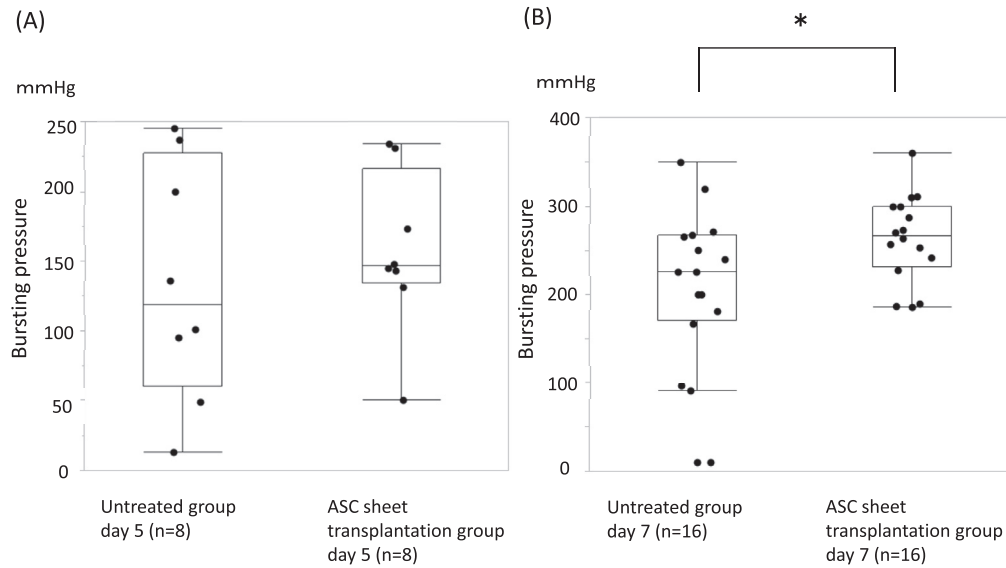 (A)
mmHg
Bursting pressure
250
200
150
100
50
0
Untreated group
day 5 (n=8)
ASC sheet
transplantation group
day 5 (n=8)
(B)
*
mmHg
Bursting pressure
400
300
200
100
0
Untreated group
day 7 (n=16)
ASC sheet
transplantation group
day 7 (n=16)